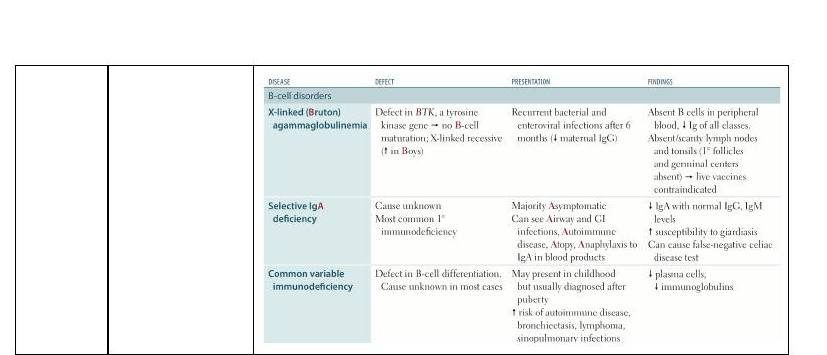 DISEASE DEFECT PRESENTATION FINDINGS
B-cell disorders
X-linked (Bruton)
agammaglobulinemia
Defect in BTK, a tyrosine
kinase gene → no B-cell
maturation; X-linked recessive
(↑ in Boys)
Recurrent bacterial and
enteroviral infections after 6
months (↓ maternal IgG)
Absent B cells in peripheral
blood, ↓ Ig of all classes.
Absent/scanty lymph nodes
and tonsils (1° follicles
and germinal centers
absent) → live vaccines
contraindicated
Selective IgA
deficiency
Cause unknown
Most common 1°
immunodeficiency
Majority Asymptomatic
Can see Airway and GI
infections, Autoimmune
disease, Atopy, Anaphylaxis to
IgA in blood products
↓ IgA with normal IgG, IgM
levels
↑ susceptibility to giardiasis
Can cause false-negative celiac
disease test
Common variable
immunodeficiency
Defect in B-cell differentiation.
Cause unknown in most cases
May present in childhood
but usually diagnosed after
puberty
↑ risk of autoimmune disease,
bronchiectasis, lymphoma,
sinopulmonary infections
↓ plasma cells,
↓ immunoglobulins